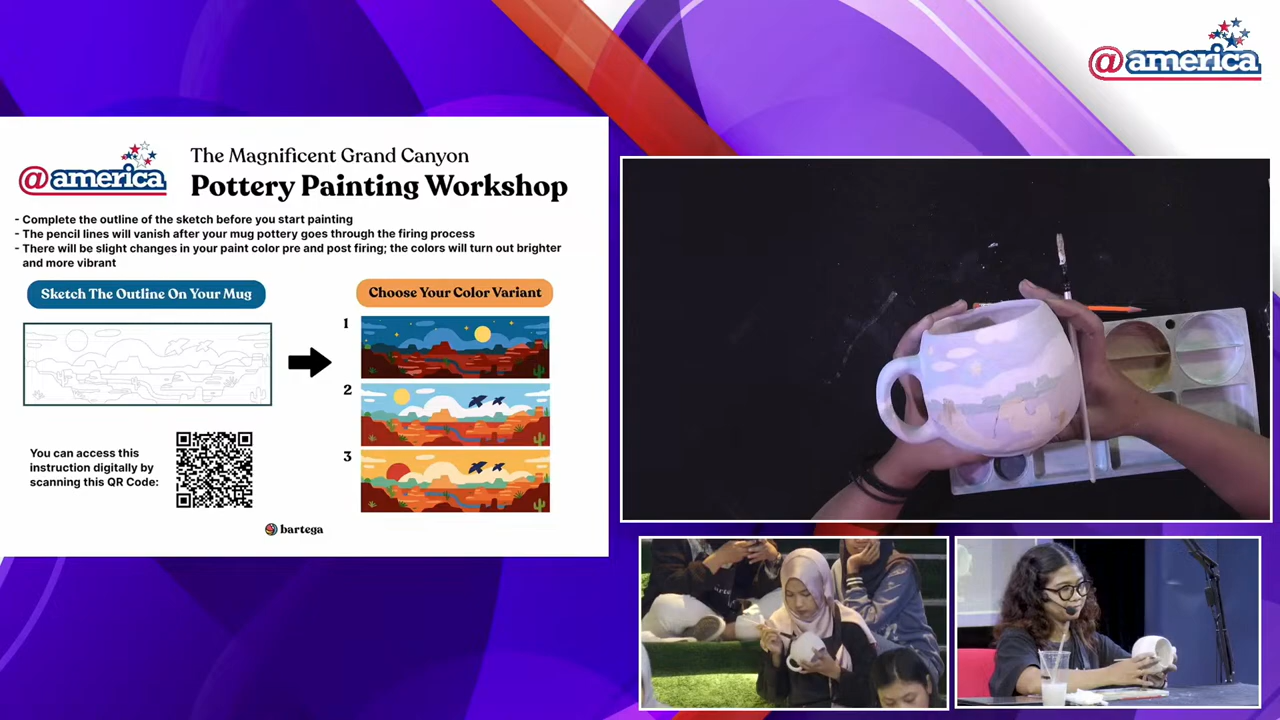 @america
@america
The Magnificent Grand Canyon
Pottery Painting Workshop
- Complete the outline of the sketch before you start painting
- The pencil lines will vanish after your mug pottery goes through the firing process
- There will be slight changes in your paint color pre and post firing; the colors will turn out brighter
and more vibrant
Sketch The Outline On Your Mug
Choose Your Color Variant
1
2
3
You can access this
instruction digitally by
scanning this QR Code:
bartega